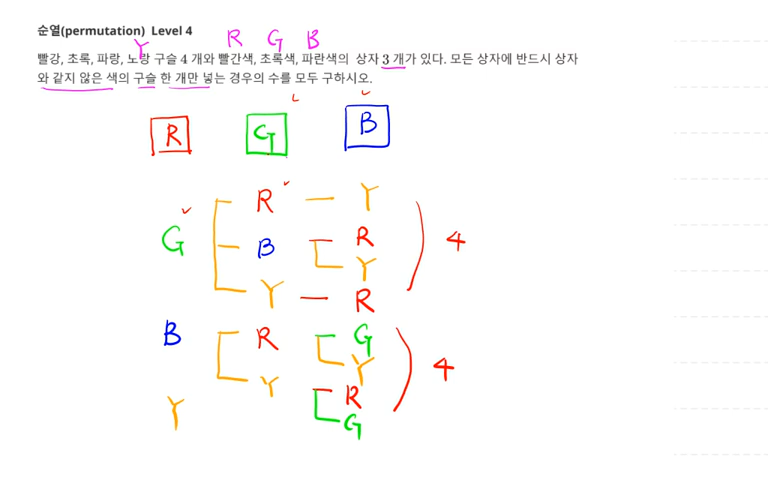 순열(permutation) Level 4
Y R G B
빨강, 초록, 파랑, 노랑 구슬 4 개와 빨간색, 초록색, 파란색의 상자 3 개가 있다. 모든 상자에 반드시 상자
와 같지 않은 색의 구슬 한 개만 넣는 경우의 수를 모두 구하시오.
R G B
R Y
G B R 4
Y
Y R
B R G
Y Y 4
R
Y G